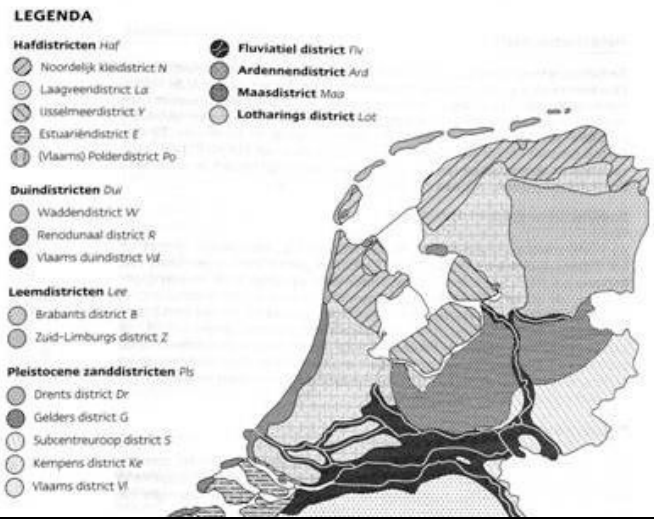 LEGENDA
Hafdistricten Haf
Noordelijk kleidistrict N
Laagveendistrict La
IJsselmeerdistrict Y
Estuariëndistrict E
(Vlaams) Polderdistrict Po
Duindistricten Dui
Waddendistrict W
Renodunaal district R
Vlaams duindistrict Vd
Leemdistricten Lee
Brabants district B
Zuid-Limburgs district Z
Pleistocene zanddistricten Pls
Drents district Dr
Gelders district G
Subcentreuroop district S
Kempens district Ke
Vlaams district Vl
Fluviatiel district Flv
Ardennendistrict Ard
Maasdistrict Maa
Lotharings district Lot